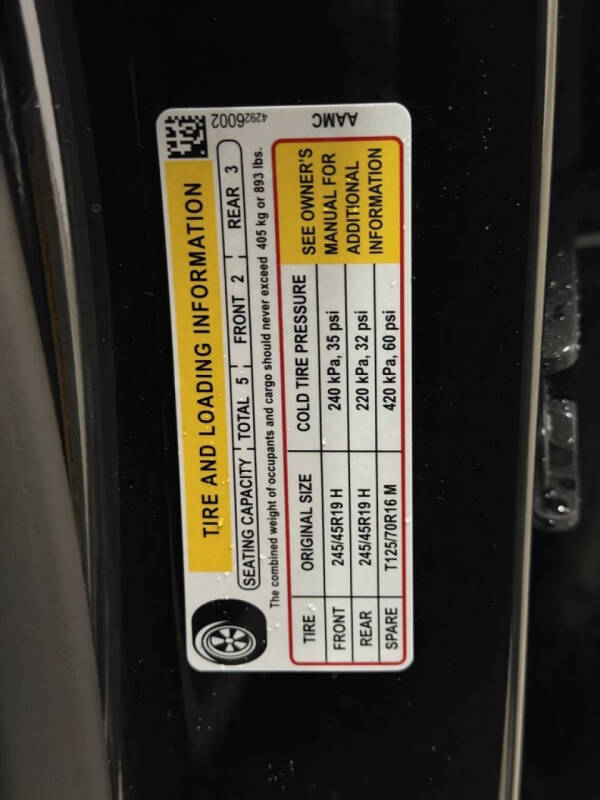 TIRE AND LOADING INFORMATION
SEATING CAPACITY TOTAL 5 FRONT 2 REAR 3
The combined weight of occupants and cargo should never exceed 405 kg or 893 lbs.
TIRE ORIGINAL SIZE COLD TIRE PRESSURE
FRONT 245/45R19 H 240 kPa, 35 psi
REAR 245/45R19 H 220 kPa, 32 psi
SPARE T125/70R16 M 420 kPa, 60 psi
SEE OWNER'S
MANUAL FOR
ADDITIONAL
INFORMATION
42926002
AAMC